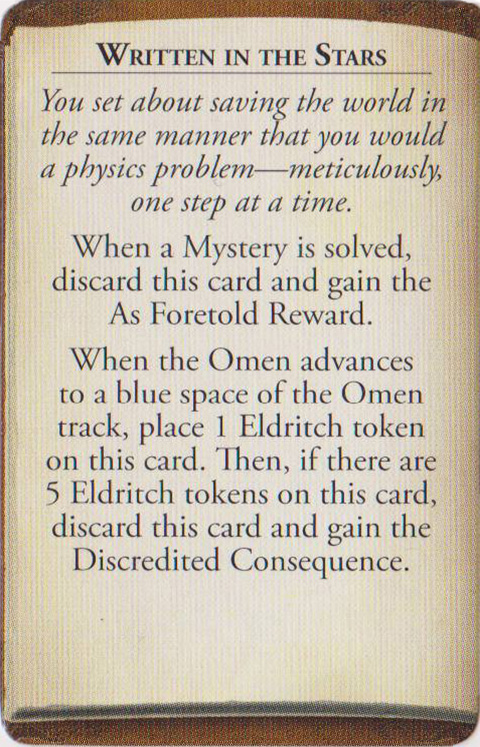 Written in the Stars
You set about saving the world in
the same manner that you would
a physics problem—meticulously,
one step at a time.
When a Mystery is solved,
discard this card and gain the
As Foretold Reward.
When the Omen advances
to a blue space of the Omen
track, place 1 Eldritch token
on this card. Then, if there are
5 Eldritch tokens on this card,
discard this card and gain the
Discredited Consequence.